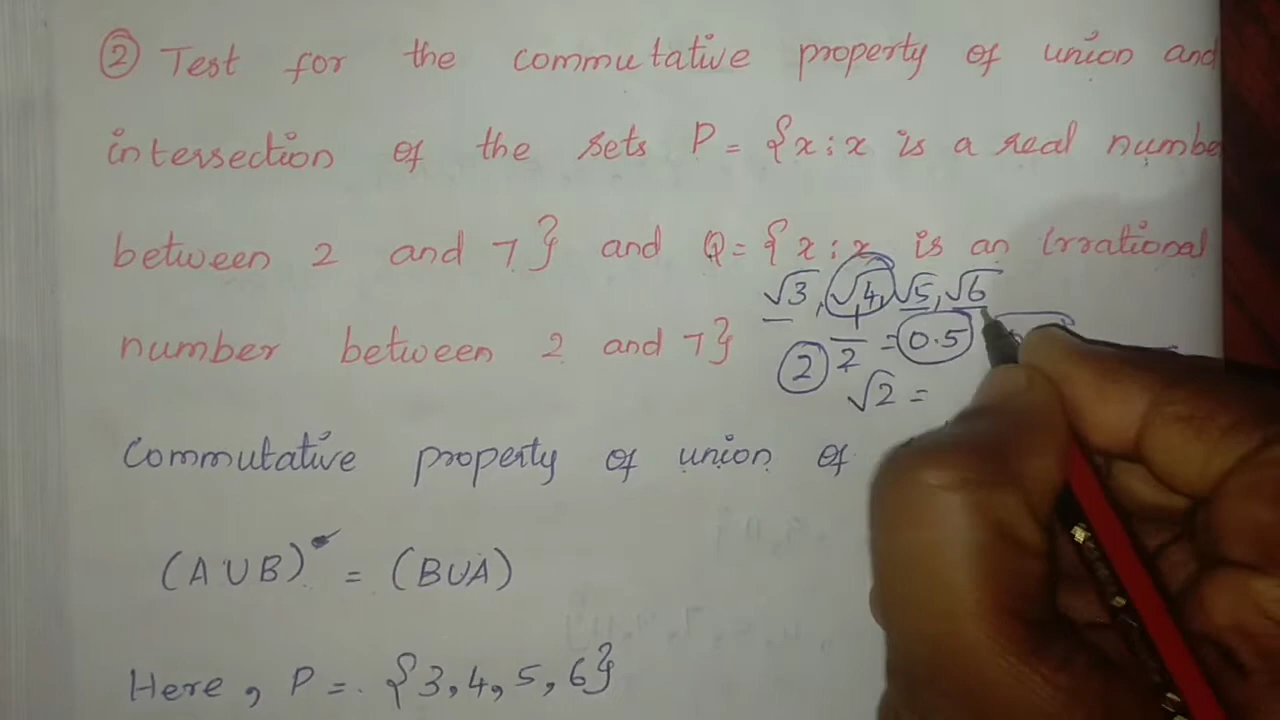 ② Test for the commutative property of union and
intersection of the sets P = {x : x is a real numbe
between 2 and 7} and Q = {x : x is an irrational
√3, √4, √5, √6
number between 2 and 7} 2 1/2 = 0.5
√2 =
Commutative property of union of
(A ∪ B) = (B ∪ A)
Here, P = {3, 4, 5, 6}